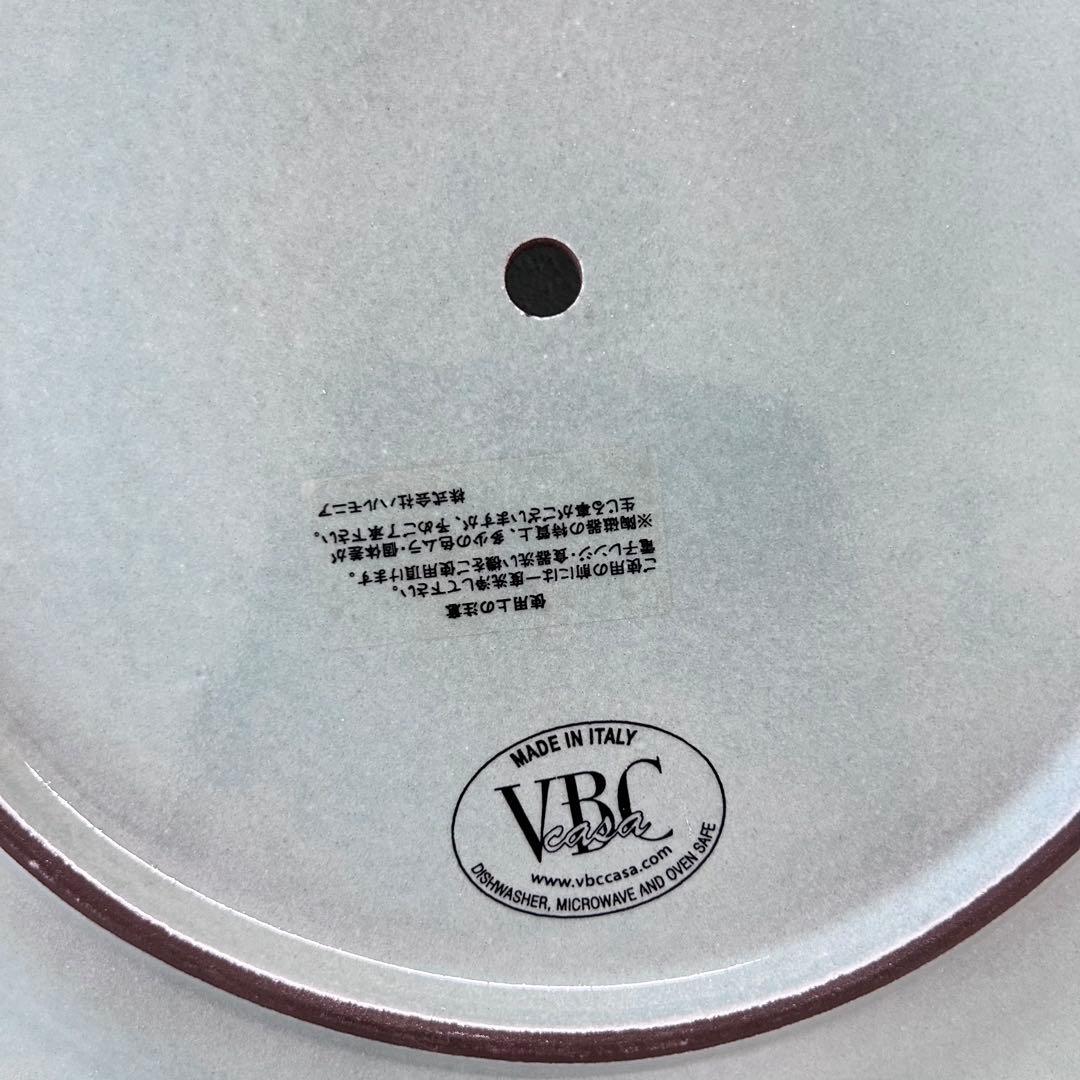 使用上の注意
ご使用の前には一度洗浄して下さい。
電子レンジ・食器洗い機をご使用頂けます。
※陶磁器の特質上、多少の色ムラ・個体差が
生じる事がございますが、予めご了承下さい。
株式会社ハルモニア
MADE IN ITALY
VBC
casa
www.vbccasa.com
DISHWASHER, MICROWAVE AND OVEN SAFE